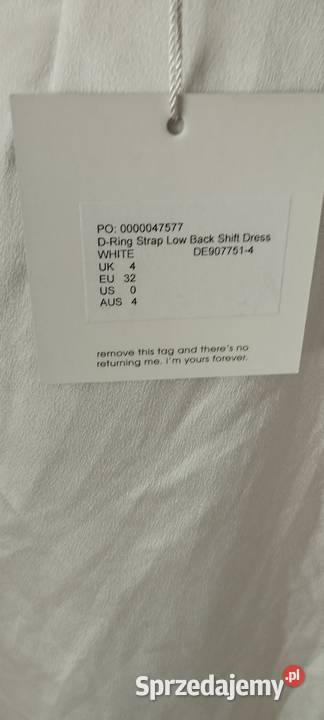 PO: 0000047577
D-Ring Strap Low Back Shift Dress
WHITE DE907751-4
UK 4
EU 32
US 0
AUS 4
remove this tag and there's no
returning me. i'm yours forever.
Sprzedajemy.pl